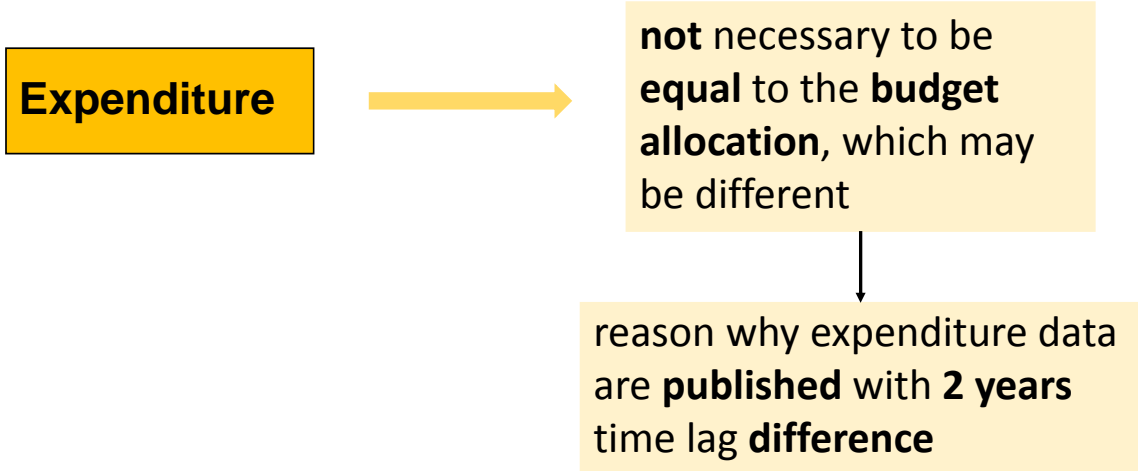 Expenditure
not necessary to be
equal to the budget
allocation, which may
be different
reason why expenditure data
are published with 2 years
time lag difference